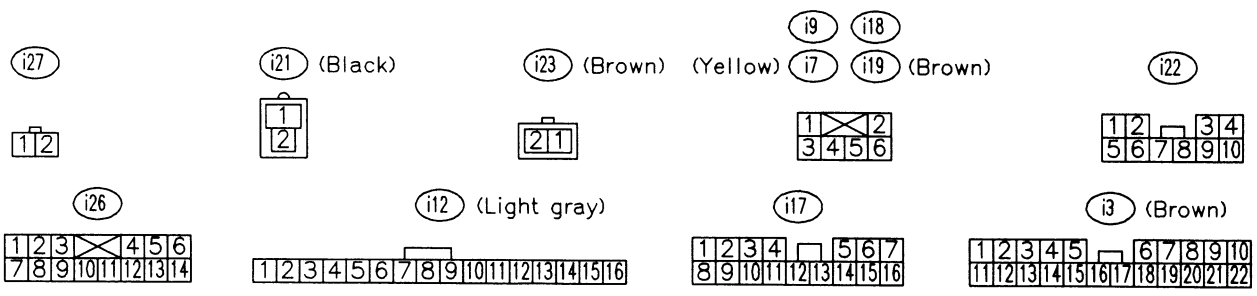 i9 i18
i27 i21 (Black) i23 (Brown) (Yellow) i7 i19 (Brown) i22
1 2
1
2
2 1
1 2
3 4 5 6
1 2 3 4
5 6 7 8 9 10
i26 i12 (Light gray) i17 i3 (Brown)
1 2 3 4 5 6
7 8 9 10 11 12 13 14
1 2 3 4 5 6 7 8 9 10 11 12 13 14 15 16
1 2 3 4 5 6 7
8 9 10 11 12 13 14 15 16
1 2 3 4 5 6 7 8 9 10
11 12 13 14 15 16 17 18 19 20 21 22